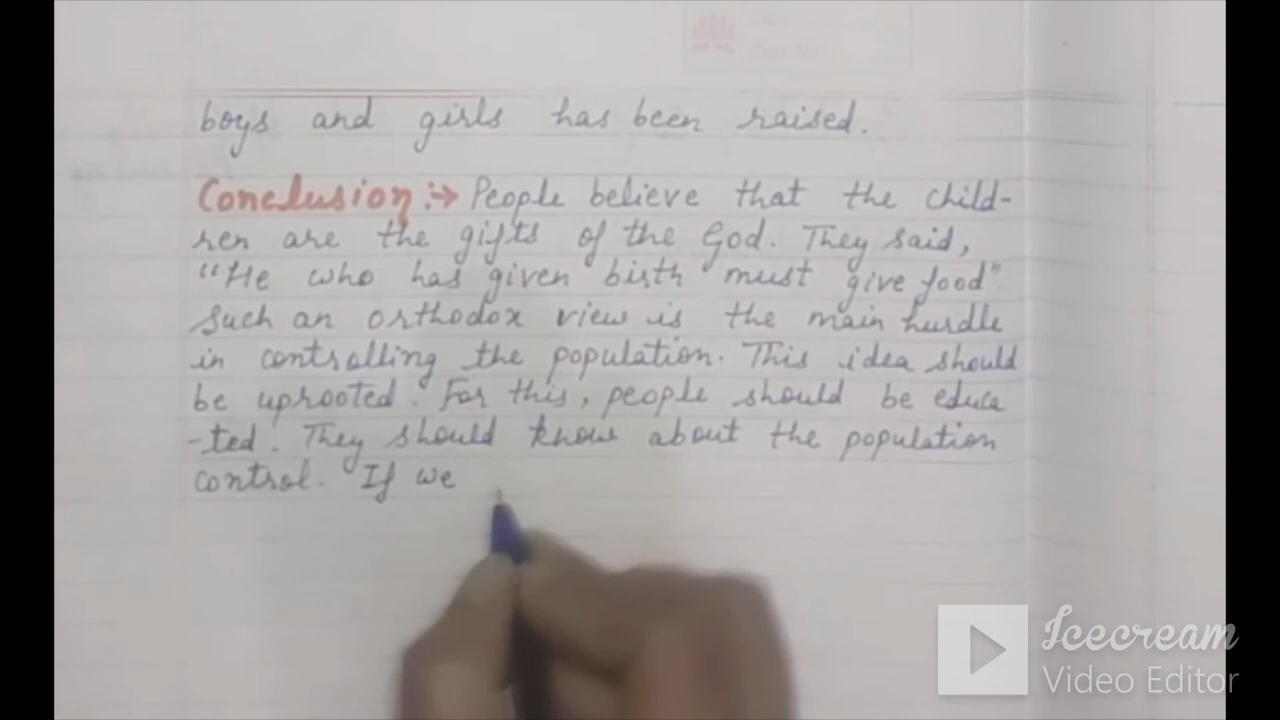 boys and girls has been raised.
Conclusion :→ People believe that the child-
ren are the gifts of the God. They said,
"He who has given birth must give food"
Such an orthodox view is the main hurdle
in controlling the population. This idea should
be uprooted. For this, people should be educa
-ted. They should know about the population
control. If we
Icecream
Video Editor